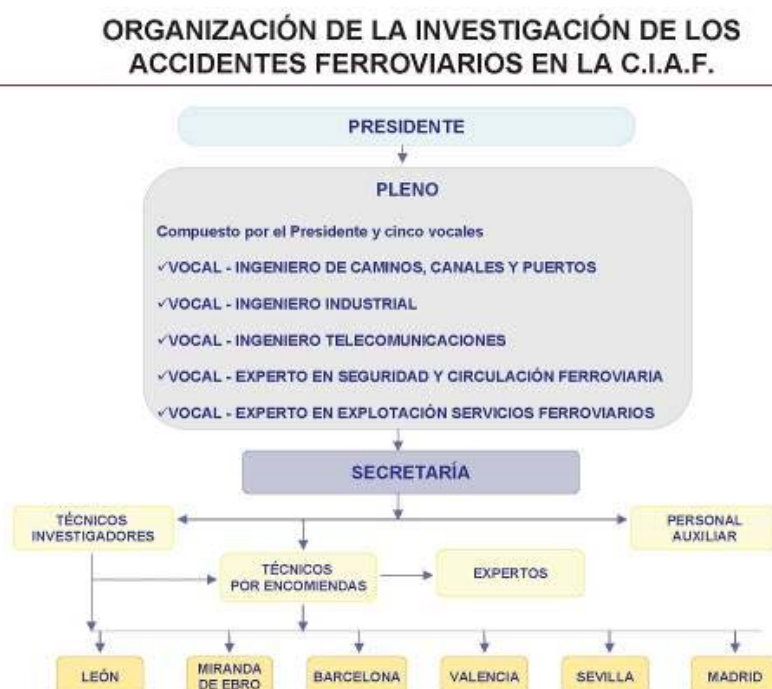 ORGANIZACIÓN DE LA INVESTIGACIÓN DE LOS
ACCIDENTES FERROVIARIOS EN LA C.I.A.F.
PRESIDENTE
PLENO
Compuesto por el Presidente y cinco vocales
✓VOCAL - INGENIERO DE CAMINOS, CANALES Y PUERTOS
✓VOCAL - INGENIERO INDUSTRIAL
✓VOCAL - INGENIERO TELECOMUNICACIONES
✓VOCAL - EXPERTO EN SEGURIDAD Y CIRCULACIÓN FERROVIARIA
✓VOCAL - EXPERTO EN EXPLOTACIÓN SERVICIOS FERROVIARIOS
SECRETARÍA
TÉCNICOS
INVESTIGADORES
PERSONAL
AUXILIAR
TÉCNICOS
POR ENCOMIENDAS
EXPERTOS
LEÓN
MIRANDA
DE EBRO
BARCELONA
VALENCIA
SEVILLA
MADRID